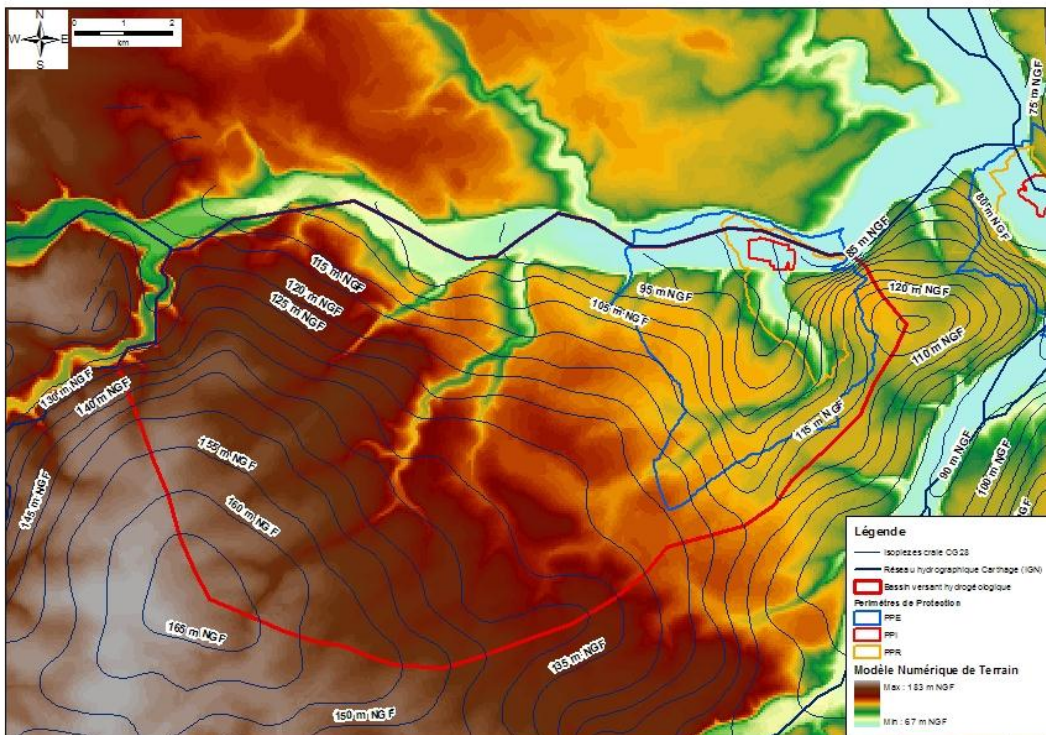 N
W E
S
0 1 2
km
75 m NGF
80 m NGF
85 m NGF
115 m NGF
120 m NGF
125 m NGF
95 m NGF
105 m NGF
120 m NGF
110 m NGF
130 m NGF
140 m NGF
115 m NGF
155 m NGF
160 m NGF
145 m NGF
90 m NGF
100 m NGF
165 m NGF
135 m NGF
150 m NGF
Légende
Isopiezes craie CG28
Réseau hydrographique Carthage (IGN)
Bassin versant hydrogéologique
Perimètres de Protection
PPE
PPI
PPR
Modèle Numérique de Terrain
Max : 183 m NGF
Min : 67 m NGF